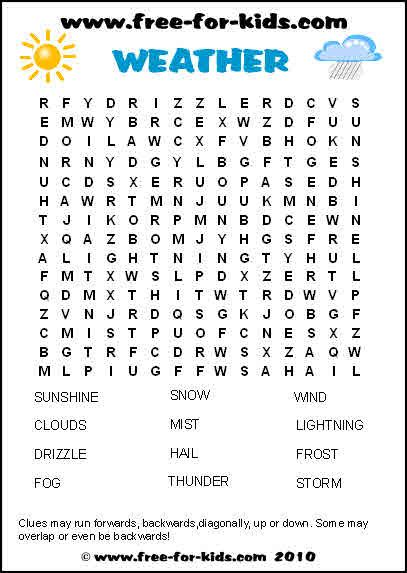 www.free-for-kids.com
WEATHER
R F Y D R I Z Z L E R D C V S
E M W Y B R C E X W Z D F U U
D O I L A W C X F V B H O K N
N R N Y D G Y L B G F T G E S
U C D S X E R U O P A S E D H
H A W R T M N J U U K M N B I
T J I K O R P M N B D C E W N
X Q A Z B O M J Y H G S F R E
A L I G H T N I N G T Y H U L
F M T X W S L P D X Z E R T L
Q D M X T H I T W T R D W V P
Z V N J R D Q S G K J O B G F
C M I S T P U O F C N E S X Z
B G T R F C D R W S X Z A Q W
M L P I U G F F W S A H A I L
SUNSHINE SNOW WIND
CLOUDS MIST LIGHTNING
DRIZZLE HAIL FROST
FOG THUNDER STORM
Clues may run forwards, backwards,diagonally, up or down. Some may
overlap or even be backwards!
© www.free-for-kids.com 2010